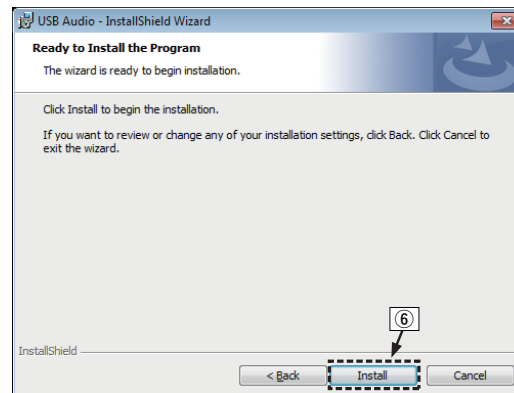 USB Audio - InstallShield Wizard
Ready to Install the Program
The wizard is ready to begin installation.
Click Install to begin the installation.
If you want to review or change any of your installation settings, click Back. Click Cancel to
exit the wizard.
⑥
InstallShield
< Back Install Cancel